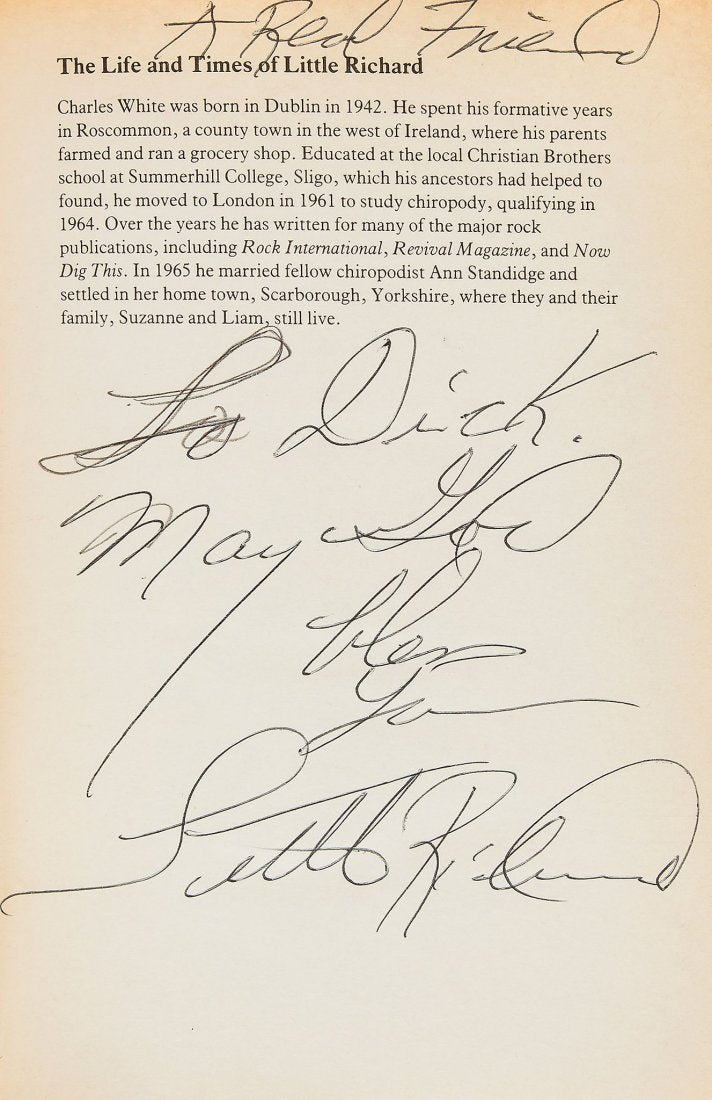 A Real Friend
The Life and Times of Little Richard
Charles White was born in Dublin in 1942. He spent his formative years
in Roscommon, a county town in the west of Ireland, where his parents
farmed and ran a grocery shop. Educated at the local Christian Brothers
school at Summerhill College, Sligo, which his ancestors had helped to
found, he moved to London in 1961 to study chiropody, qualifying in
1964. Over the years he has written for many of the major rock
publications, including Rock International, Revival Magazine, and Now
Dig This. In 1965 he married fellow chiropodist Ann Standidge and
settled in her home town, Scarborough, Yorkshire, where they and their
family, Suzanne and Liam, still live.
To Dick.
May God
bless
You
Little Richard